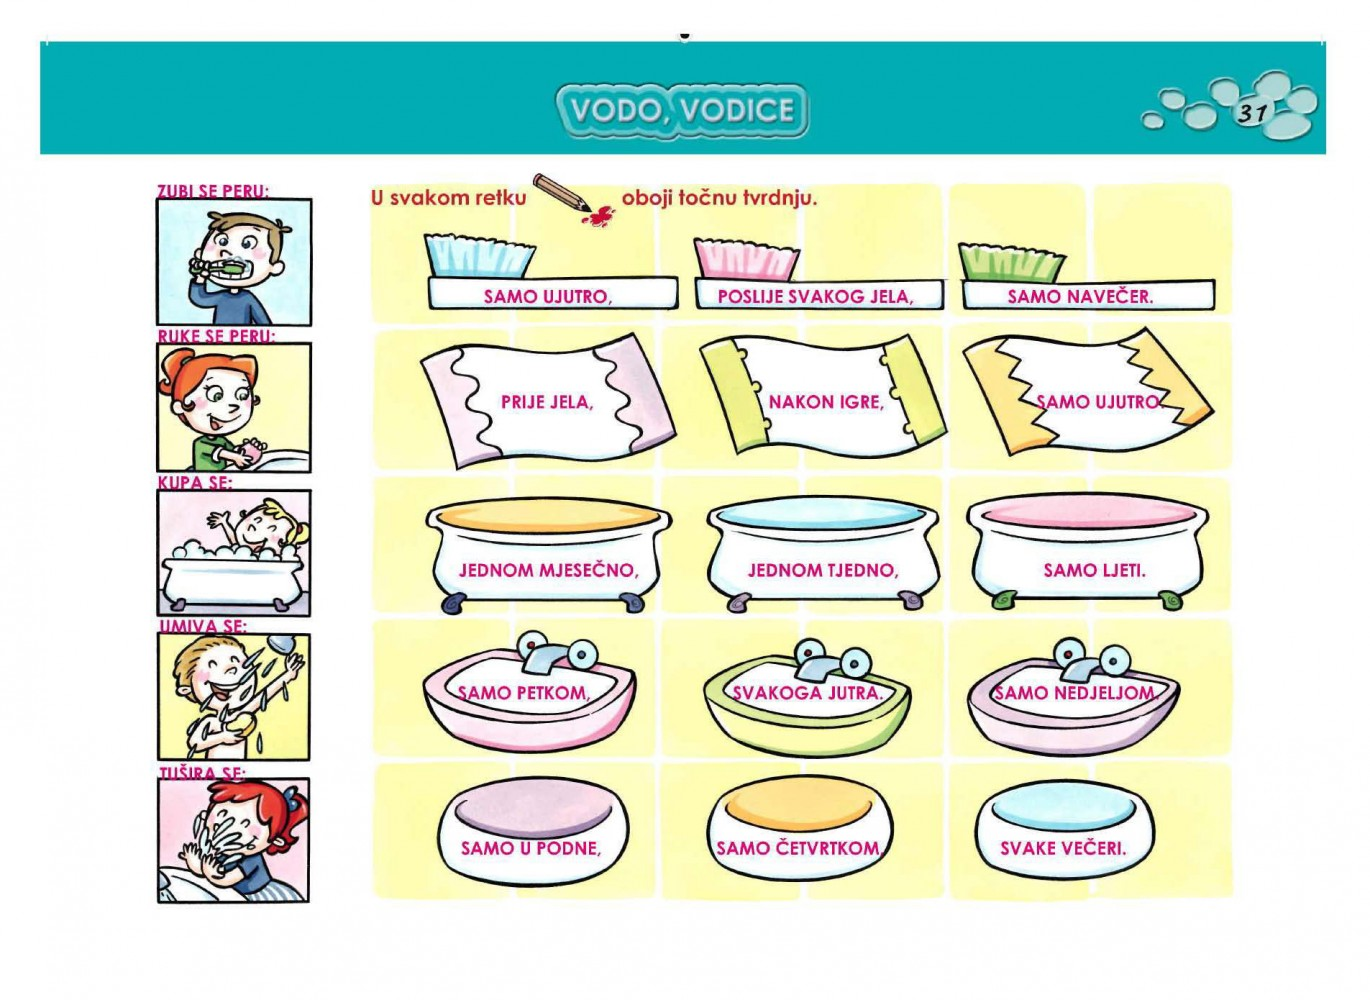 VODO, VODICE
31
U svakom retku oboji točnu tvrdnju.
ZUBI SE PERU:
SAMO UJUTRO, POSLIJE SVAKOG JELA, SAMO NAVEČER.
RUKE SE PERU:
PRIJE JELA, NAKON IGRE, SAMO UJUTRO.
KUPA SE:
JEDNOM MJESEČNO, JEDNOM TJEDNO, SAMO LJETI.
UMIVA SE:
SAMO PETKOM, SVAKOGA JUTRA. SAMO NEDJELJOM.
TUŠIRA SE:
SAMO U PODNE, SAMO ČETVRTKOM, SVAKE VEČERI.